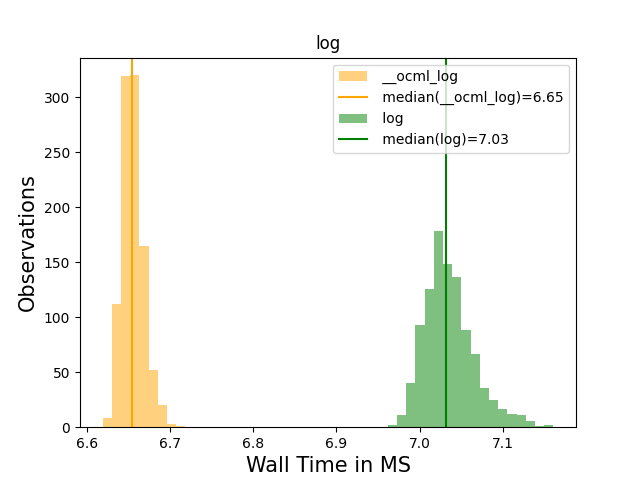 log
__ocml_log
median(__ocml_log)=6.65
log
median(log)=7.03
Observations
300
250
200
150
100
50
0
6.6 6.7 6.8 6.9 7.0 7.1
Wall Time in MS